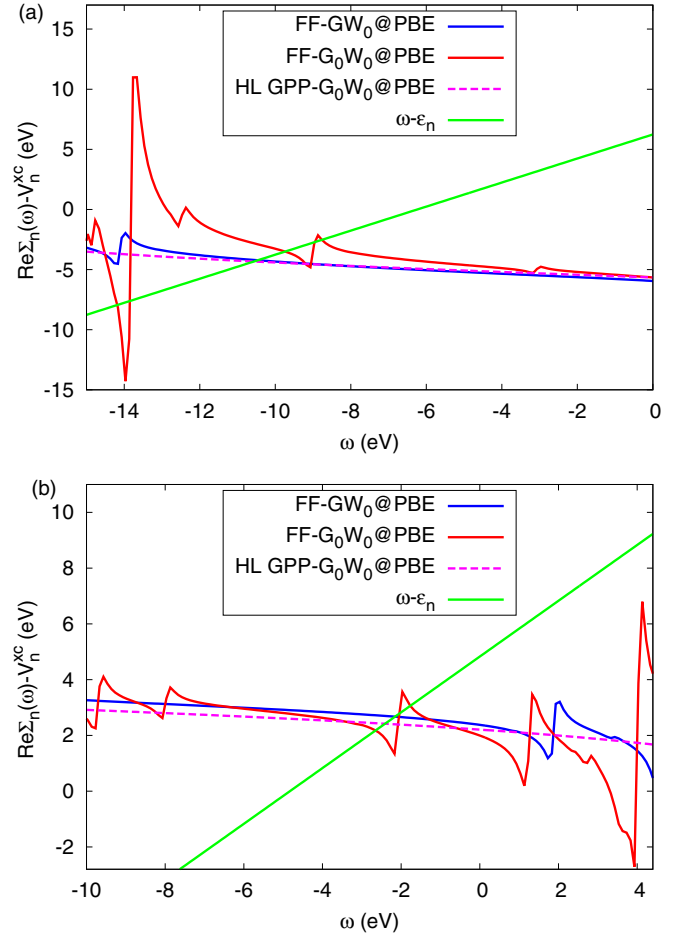 (a)
FF-GW₀@PBE
FF-G₀W₀@PBE
HL GPP-G₀W₀@PBE
ω-εₙ
ReΣₙ(ω)-Vₙˣᶜ (eV)
15
10
5
0
-5
-10
-15
-14 -12 -10 -8 -6 -4 -2 0
ω (eV)
(b)
FF-GW₀@PBE
FF-G₀W₀@PBE
HL GPP-G₀W₀@PBE
ω-εₙ
ReΣₙ(ω)-Vₙˣᶜ (eV)
10
8
6
4
2
0
-2
-10 -8 -6 -4 -2 0 2 4
ω (eV)